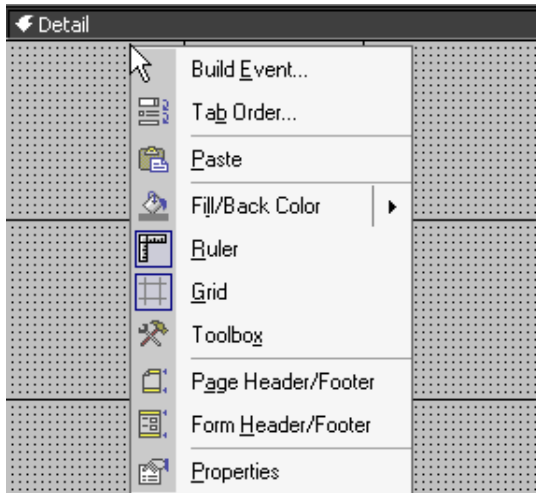 Detail
Build Event...
Tab Order...
Paste
Fill/Back Color
Ruler
Grid
Toolbox
Page Header/Footer
Form Header/Footer
Properties